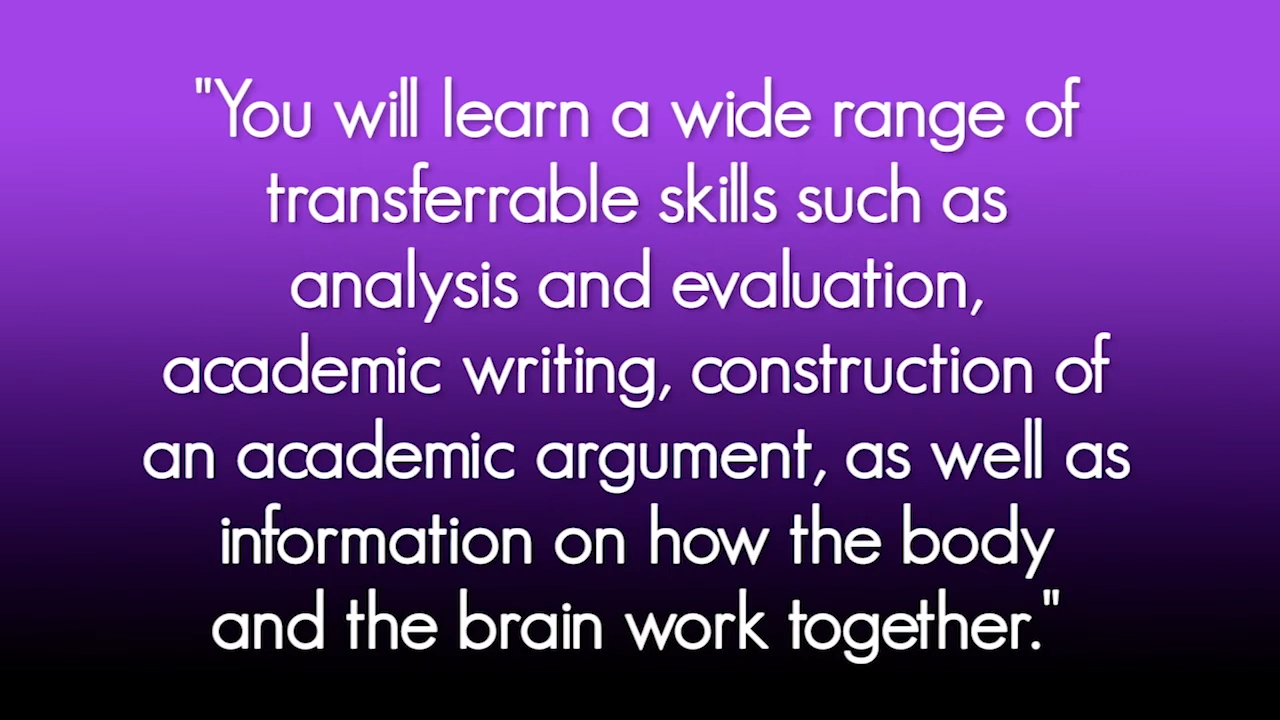 "You will learn a wide range of
transferrable skills such as
analysis and evaluation,
academic writing, construction of
an academic argument, as well as
information on how the body
and the brain work together."